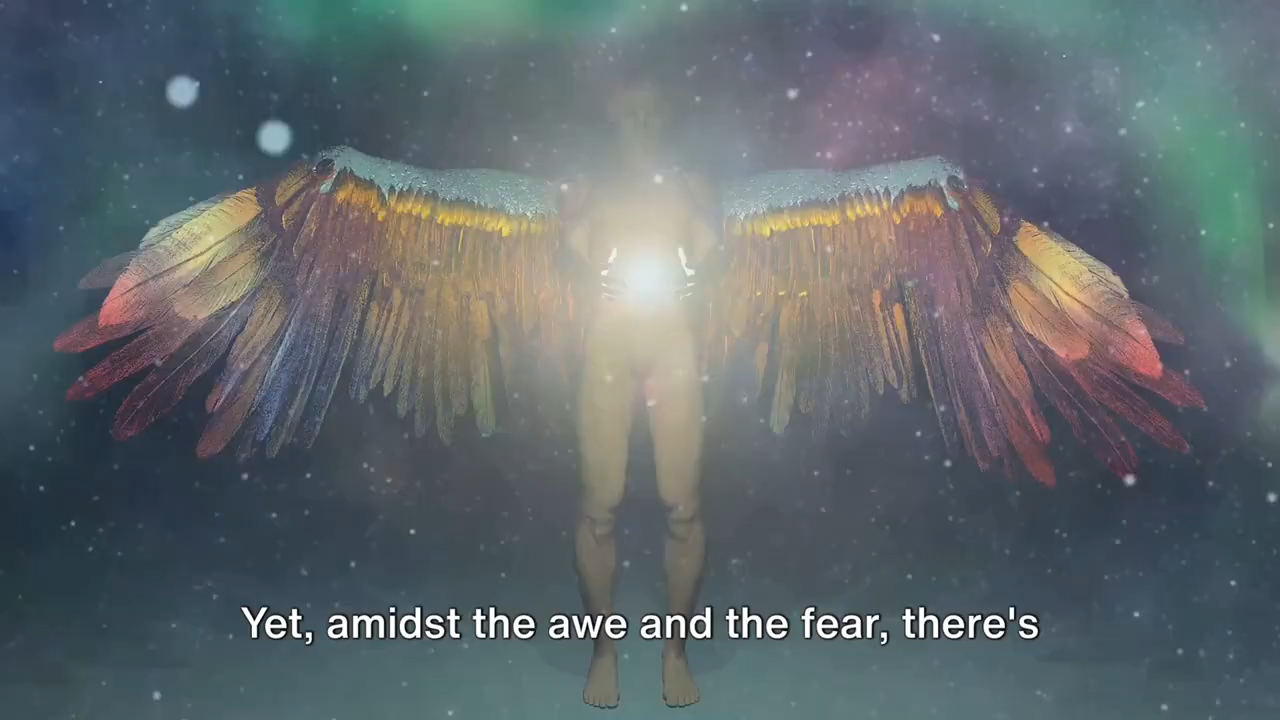 Yet, amidst the awe and the fear, there's